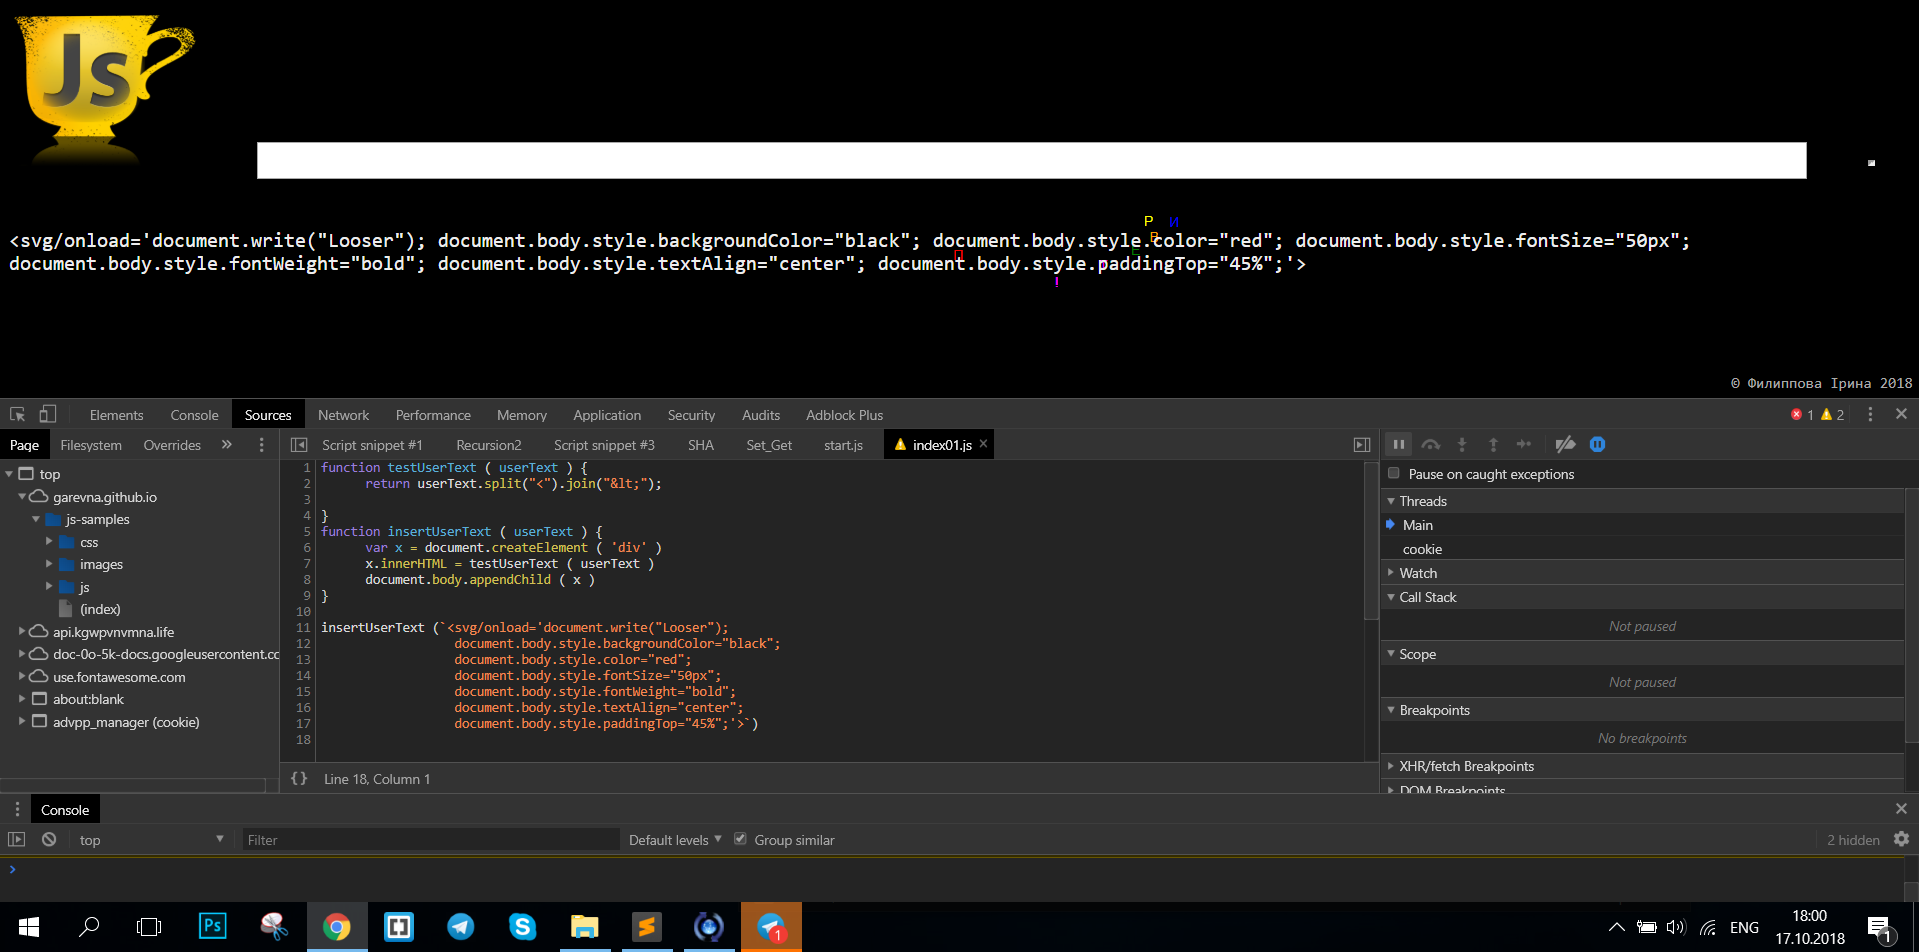 Js
Р И
<svg/onload='document.write("Looser"); document.body.style.backgroundColor="black"; document.body.style.color="red"; document.body.style.fontSize="50px";
В
document.body.style.fontWeight="bold"; document.body.style.textAlign="center"; document.body.style.paddingTop="45%";'>
П Е
!
© Филиппова Ірина 2018
Elements Console Sources Network Performance Memory Application Security Audits Adblock Plus 1 2
Page Filesystem Overrides » Script snippet #1 Recursion2 Script snippet #3 SHA Set_Get start.js index01.js ×
top
garevna.github.io
js-samples
css
images
js
(index)
api.kgwpvnvmna.life
doc-0o-5k-docs.googleusercontent.cc
use.fontawesome.com
about:blank
advpp_manager (cookie)
1 function testUserText ( userText ) {
2 return userText.split("<").join("&lt;");
3
4 }
5 function insertUserText ( userText ) {
6 var x = document.createElement ( 'div' )
7 x.innerHTML = testUserText ( userText )
8 document.body.appendChild ( x )
9 }
10
11 insertUserText (`<svg/onload='document.write("Looser");
12 document.body.style.backgroundColor="black";
13 document.body.style.color="red";
14 document.body.style.fontSize="50px";
15 document.body.style.fontWeight="bold";
16 document.body.style.textAlign="center";
17 document.body.style.paddingTop="45%";'>`)
18
{} Line 18, Column 1
Pause on caught exceptions
Threads
Main
cookie
Watch
Call Stack
Not paused
Scope
Not paused
Breakpoints
No breakpoints
XHR/fetch Breakpoints
DOM Breakpoints
Console
top Filter Default levels Group similar 2 hidden
>
Ps 1 ENG 18:00
17.10.2018 1